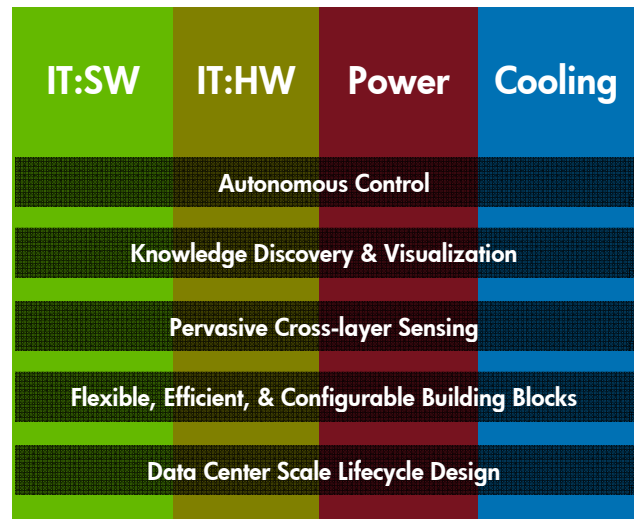 IT:SW IT:HW Power Cooling
Autonomous Control
Knowledge Discovery & Visualization
Pervasive Cross-layer Sensing
Flexible, Efficient, & Configurable Building Blocks
Data Center Scale Lifecycle Design